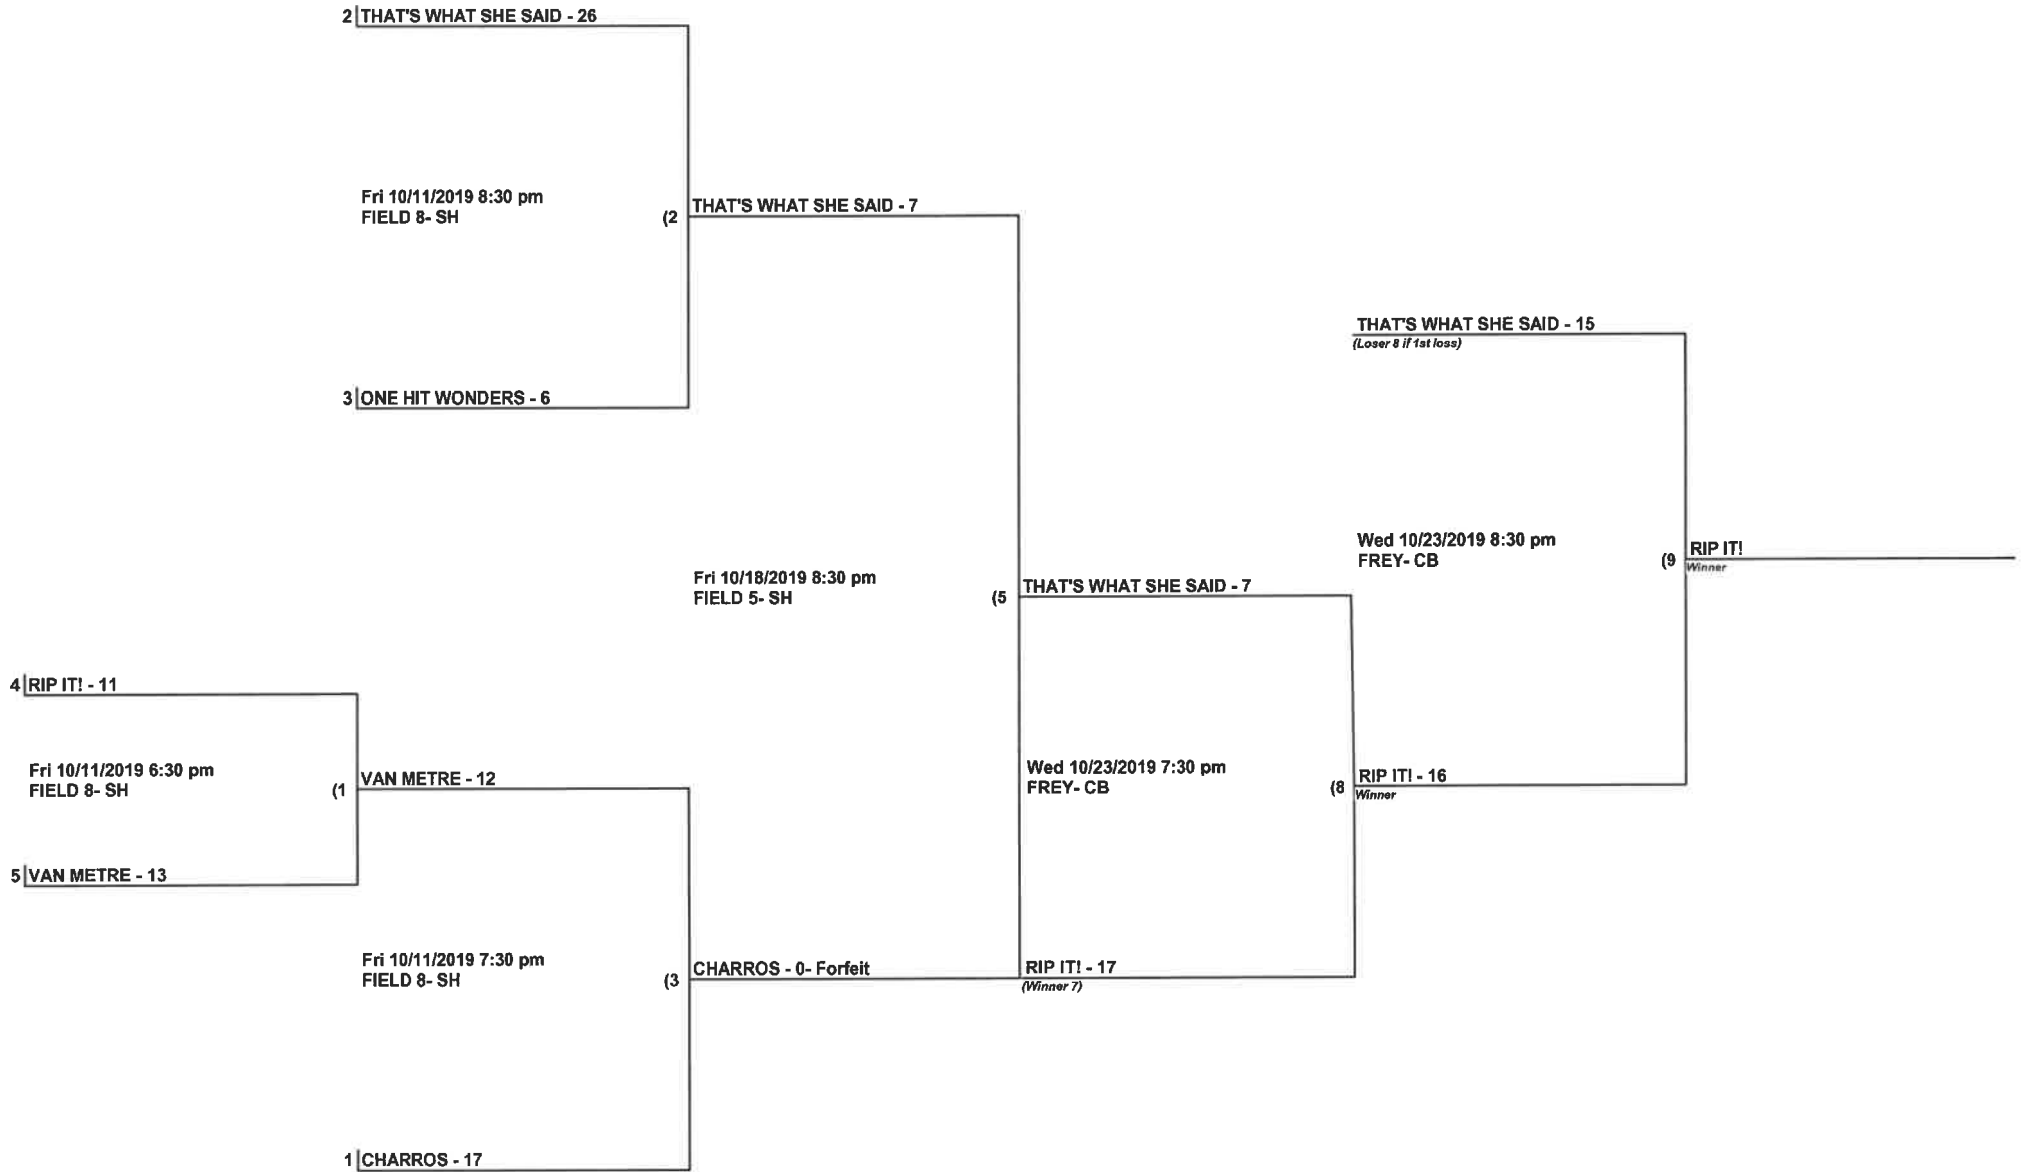 2 THAT'S WHAT SHE SAID - 26
Fri 10/11/2019 8:30 pm
FIELD 8- SH
(2
THAT'S WHAT SHE SAID - 7
3 ONE HIT WONDERS - 6
THAT'S WHAT SHE SAID - 15
(Loser 8 if 1st loss)
Wed 10/23/2019 8:30 pm
FREY- CB
(9
RIP IT!
Winner
Fri 10/18/2019 8:30 pm
FIELD 5- SH
(5
THAT'S WHAT SHE SAID - 7
4 RIP IT! - 11
Fri 10/11/2019 6:30 pm
FIELD 8- SH
(1
VAN METRE - 12
Wed 10/23/2019 7:30 pm
FREY- CB
(8
RIP IT! - 16
Winner
5 VAN METRE - 13
Fri 10/11/2019 7:30 pm
FIELD 8- SH
(3
CHARROS - 0- Forfeit
RIP IT! - 17
(Winner 7)
1 CHARROS - 17